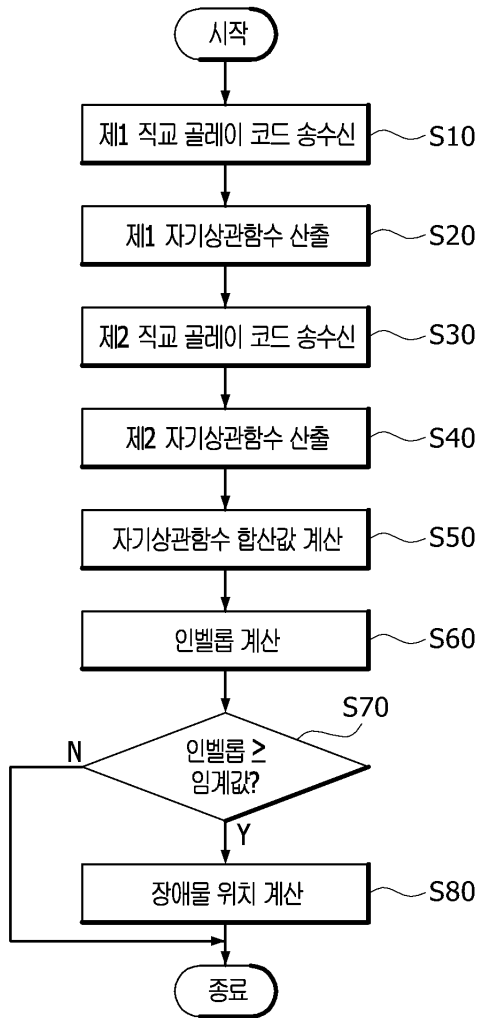 시작
제1 직교 골레이 코드 송수신
S10
제1 자기상관함수 산출
S20
제2 직교 골레이 코드 송수신
S30
제2 자기상관함수 산출
S40
자기상관함수 합산값 계산
S50
인벨롭 계산
S60
S70
N
인벨롭 ≥
임계값?
Y
장애물 위치 계산
S80
종료